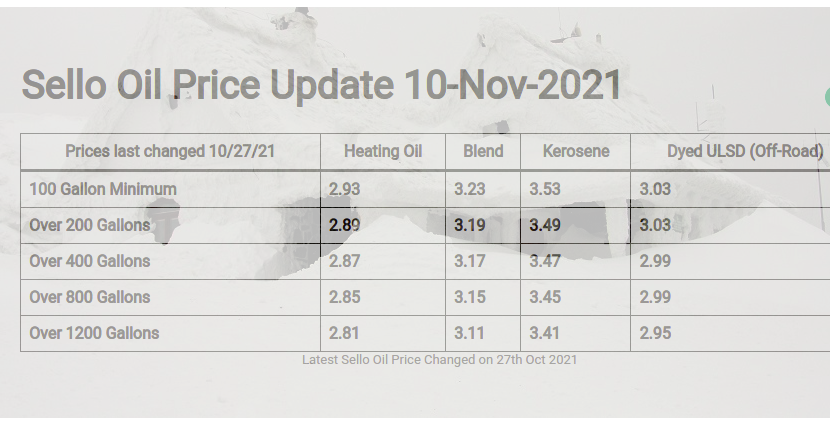 Sello Oil Price Update 10-Nov-2021
Prices last changed 10/27/21 Heating Oil Blend Kerosene Dyed ULSD (Off-Road)
100 Gallon Minimum 2.93 3.23 3.53 3.03
Over 200 Gallons 2.89 3.19 3.49 3.03
Over 400 Gallons 2.87 3.17 3.47 2.99
Over 800 Gallons 2.85 3.15 3.45 2.99
Over 1200 Gallons 2.81 3.11 3.41 2.95
Latest Sello Oil Price Changed on 27th Oct 2021